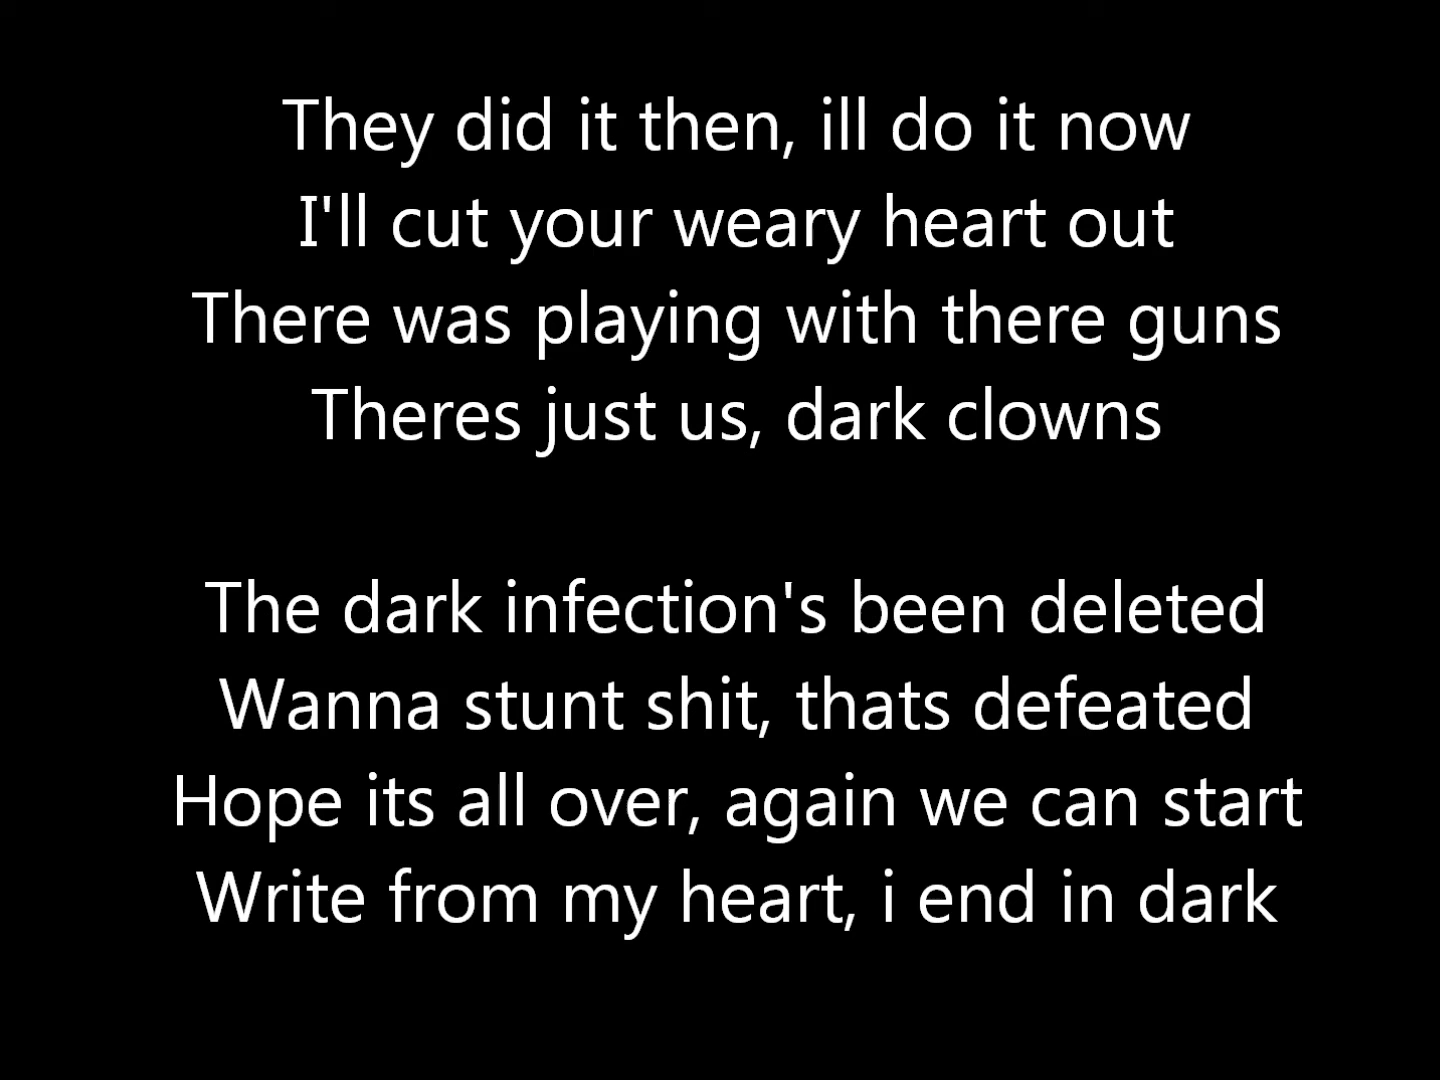 They did it then, ill do it now
I'll cut your weary heart out
There was playing with there guns
Theres just us, dark clowns
The dark infection's been deleted
Wanna stunt shit, thats defeated
Hope its all over, again we can start
Write from my heart, i end in dark